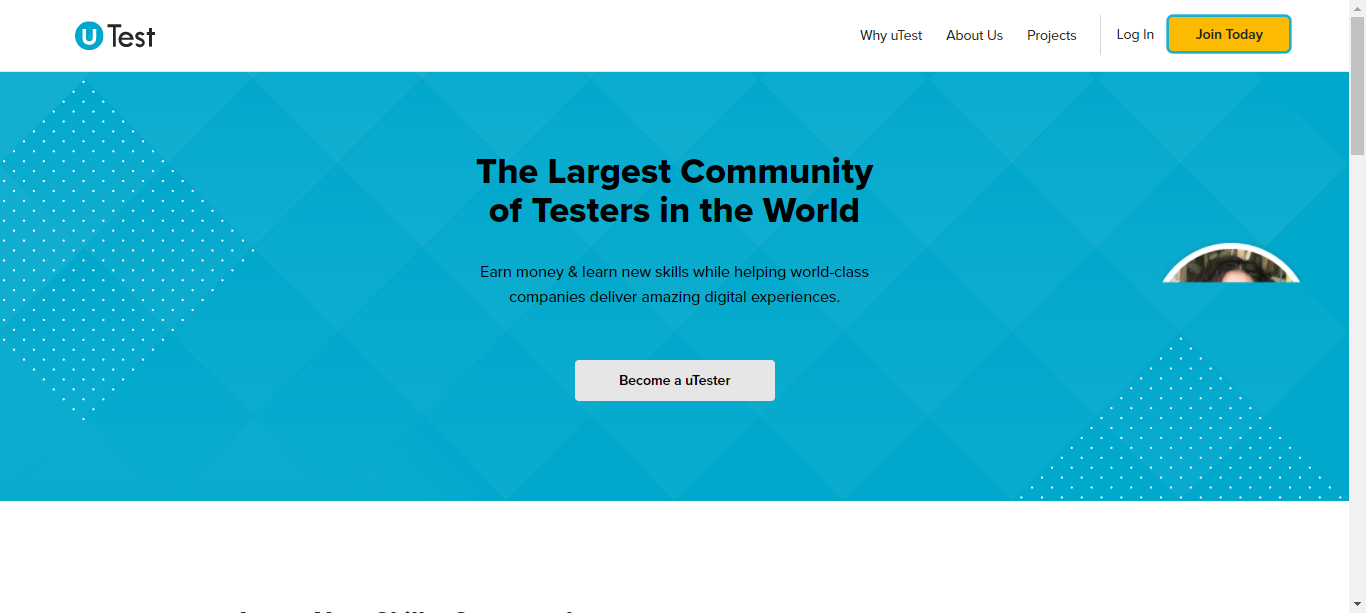 uTest
Why uTest
About Us
Projects
Log In
Join Today
The Largest Community
of Testers in the World
Earn money & learn new skills while helping world-class
companies deliver amazing digital experiences.
Become a uTester